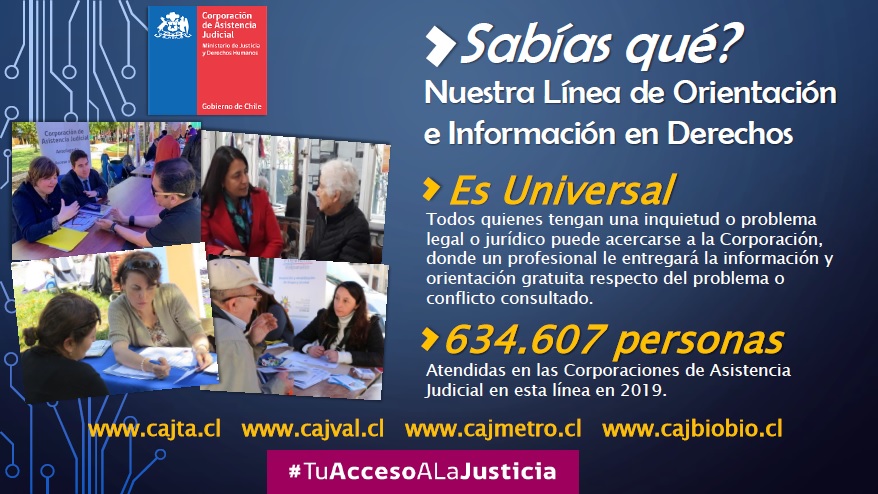 Corporación
de Asistencia
Judicial
Ministerio de Justicia
y Derechos Humanos
Gobierno de Chile
Sabías qué?
Nuestra Línea de Orientación
e Información en Derechos
Es Universal
Todos quienes tengan una inquietud o problema
legal o jurídico puede acercarse a la Corporación,
donde un profesional le entregará la información y
orientación gratuita respecto del problema o
conflicto consultado.
634.607 personas
Atendidas en las Corporaciones de Asistencia
Judicial en esta línea en 2019.
Corporación de
Asistencia Judicial
www.cajta.cl www.cajval.cl www.cajmetro.cl www.cajbiobio.cl
#TuAccesoALaJusticia